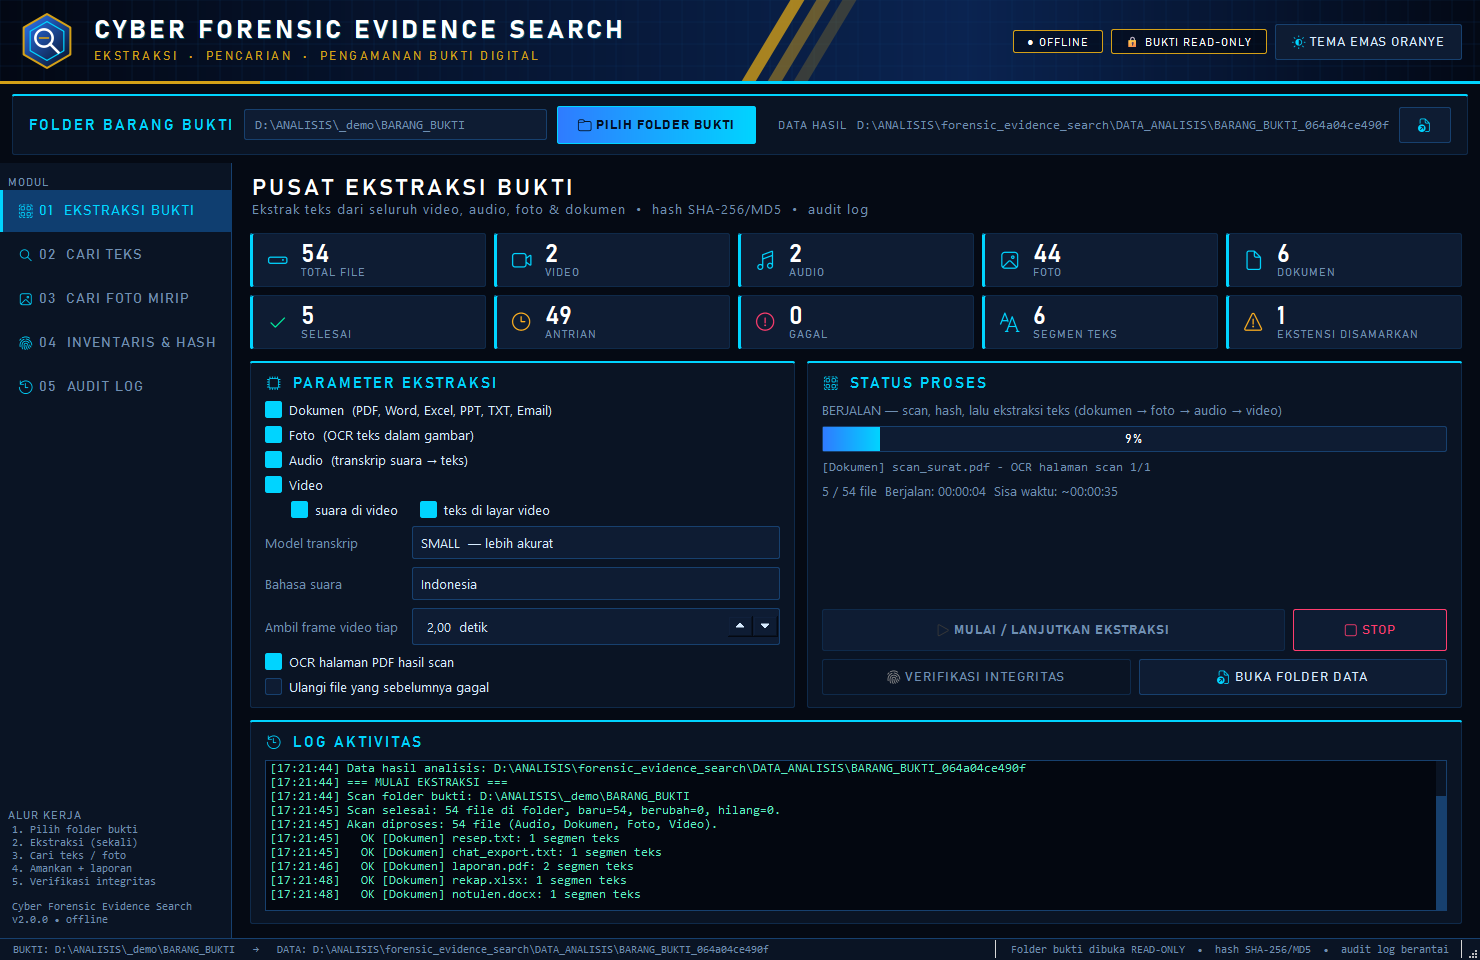 CYBER FORENSIC EVIDENCE SEARCH
EKSTRAKSI • PENCARIAN • PENGAMANAN BUKTI DIGITAL
● OFFLINE
BUKTI READ-ONLY
TEMA EMAS ORANYE
FOLDER BARANG BUKTI
D:\ANALISIS\_demo\BARANG_BUKTI
PILIH FOLDER BUKTI
DATA HASIL D:\ANALISIS\forensic_evidence_search\DATA_ANALISIS\BARANG_BUKTI_064a04ce490f
MODUL
01 EKSTRAKSI BUKTI
02 CARI TEKS
03 CARI FOTO MIRIP
04 INVENTARIS & HASH
05 AUDIT LOG
PUSAT EKSTRAKSI BUKTI
Ekstrak teks dari seluruh video, audio, foto & dokumen • hash SHA-256/MD5 • audit log
54
TOTAL FILE
2
VIDEO
2
AUDIO
44
FOTO
6
DOKUMEN
5
SELESAI
49
ANTRIAN
0
GAGAL
6
SEGMEN TEKS
1
EKSTENSI DISAMARKAN
PARAMETER EKSTRAKSI
Dokumen (PDF, Word, Excel, PPT, TXT, Email)
Foto (OCR teks dalam gambar)
Audio (transkrip suara → teks)
Video
suara di video
teks di layar video
Model transkrip
SMALL — lebih akurat
Bahasa suara
Indonesia
Ambil frame video tiap
2,00 detik
OCR halaman PDF hasil scan
Ulangi file yang sebelumnya gagal
STATUS PROSES
BERJALAN — scan, hash, lalu ekstraksi teks (dokumen → foto → audio → video)
9%
[Dokumen] scan_surat.pdf - OCR halaman scan 1/1
5 / 54 file Berjalan: 00:00:04 Sisa waktu: ~00:00:35
MULAI / LANJUTKAN EKSTRAKSI
STOP
VERIFIKASI INTEGRITAS
BUKA FOLDER DATA
LOG AKTIVITAS
[17:21:44] Data hasil analisis: D:\ANALISIS\forensic_evidence_search\DATA_ANALISIS\BARANG_BUKTI_064a04ce490f
[17:21:44] === MULAI EKSTRAKSI ===
[17:21:44] Scan folder bukti: D:\ANALISIS\_demo\BARANG_BUKTI
[17:21:45] Scan selesai: 54 file di folder, baru=54, berubah=0, hilang=0.
[17:21:45] Akan diproses: 54 file (Audio, Dokumen, Foto, Video).
[17:21:45] OK [Dokumen] resep.txt: 1 segmen teks
[17:21:45] OK [Dokumen] chat_export.txt: 1 segmen teks
[17:21:46] OK [Dokumen] laporan.pdf: 2 segmen teks
[17:21:48] OK [Dokumen] rekap.xlsx: 1 segmen teks
[17:21:48] OK [Dokumen] notulen.docx: 1 segmen teks
ALUR KERJA
1. Pilih folder bukti
2. Ekstraksi (sekali)
3. Cari teks / foto
4. Amankan + laporan
5. Verifikasi integritas
Cyber Forensic Evidence Search
v2.0.0 • offline
BUKTI: D:\ANALISIS\_demo\BARANG_BUKTI → DATA: D:\ANALISIS\forensic_evidence_search\DATA_ANALISIS\BARANG_BUKTI_064a04ce490f
Folder bukti dibuka READ-ONLY • hash SHA-256/MD5 • audit log berantai